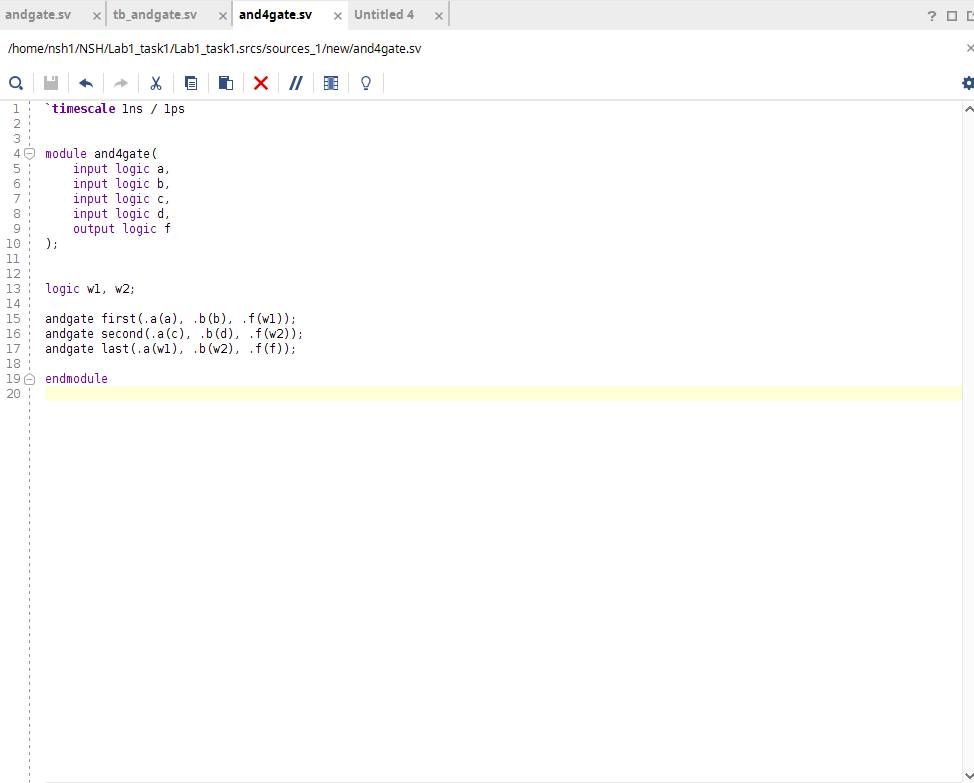 andgate.sv × tb_andgate.sv × and4gate.sv × Untitled 4 ×
/home/nsh1/NSH/Lab1_task1/Lab1_task1.srcs/sources_1/new/and4gate.sv
1 `timescale 1ns / 1ps
2
3
4 module and4gate(
5 input logic a,
6 input logic b,
7 input logic c,
8 input logic d,
9 output logic f
10 );
11
12
13 logic w1, w2;
14
15 andgate first(.a(a), .b(b), .f(w1));
16 andgate second(.a(c), .b(d), .f(w2));
17 andgate last(.a(w1), .b(w2), .f(f));
18
19 endmodule
20